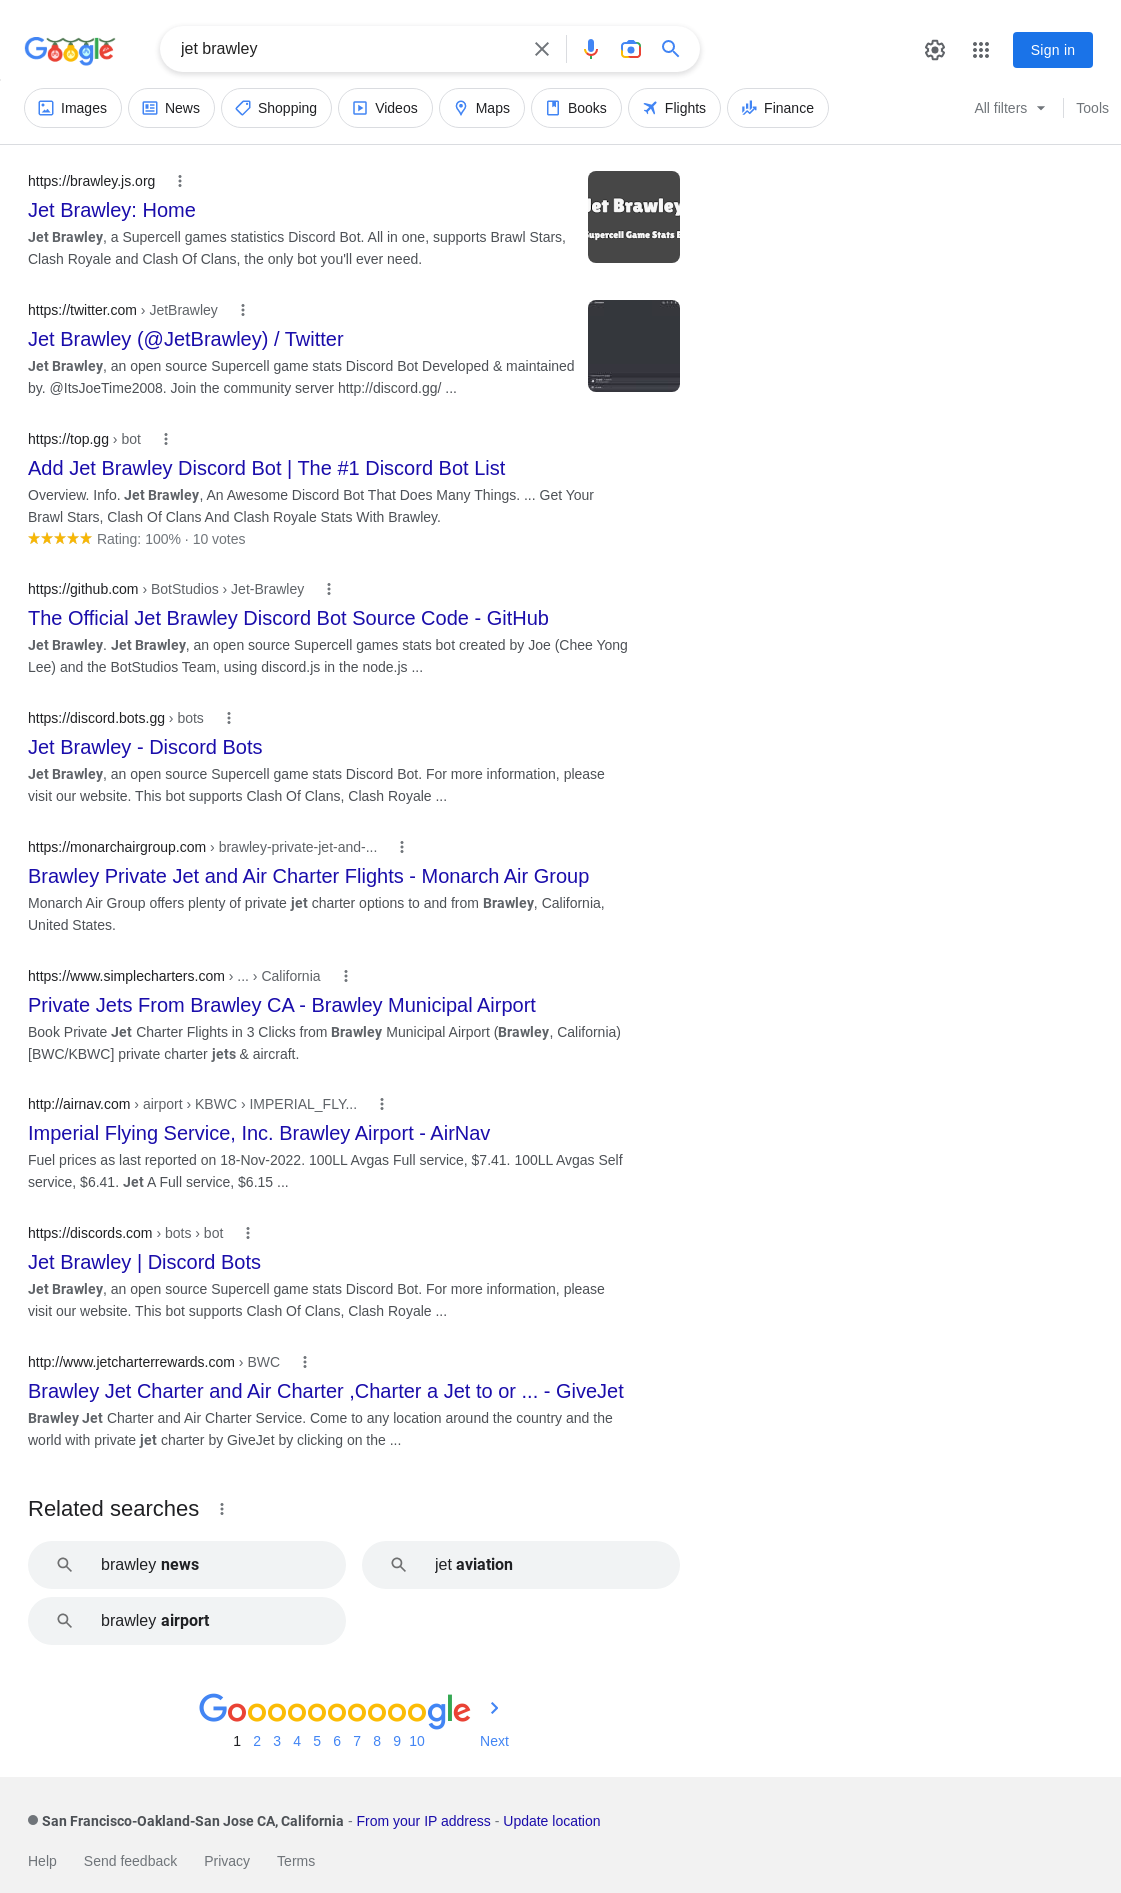 Google
jet brawley
Sign in
Images
News
Shopping
Videos
Maps
Books
Flights
Finance
All filters
Tools
https://brawley.js.org
Jet Brawley: Home
Jet Brawley, a Supercell games statistics Discord Bot. All in one, supports Brawl Stars,
Clash Royale and Clash Of Clans, the only bot you'll ever need.
Jet Brawley
Supercell Game Stats
https://twitter.com › JetBrawley
Jet Brawley (@JetBrawley) / Twitter
Jet Brawley, an open source Supercell game stats Discord Bot Developed & maintained
by. @ItsJoeTime2008. Join the community server http://discord.gg/ ...
https://top.gg › bot
Add Jet Brawley Discord Bot | The #1 Discord Bot List
Overview. Info. Jet Brawley, An Awesome Discord Bot That Does Many Things. ... Get Your
Brawl Stars, Clash Of Clans And Clash Royale Stats With Brawley.
Rating: 100% · 10 votes
https://github.com › BotStudios › Jet-Brawley
The Official Jet Brawley Discord Bot Source Code - GitHub
Jet Brawley. Jet Brawley, an open source Supercell games stats bot created by Joe (Chee Yong
Lee) and the BotStudios Team, using discord.js in the node.js ...
https://discord.bots.gg › bots
Jet Brawley - Discord Bots
Jet Brawley, an open source Supercell game stats Discord Bot. For more information, please
visit our website. This bot supports Clash Of Clans, Clash Royale ...
https://monarchairgroup.com › brawley-private-jet-and-...
Brawley Private Jet and Air Charter Flights - Monarch Air Group
Monarch Air Group offers plenty of private jet charter options to and from Brawley, California,
United States.
https://www.simplecharters.com › ... › California
Private Jets From Brawley CA - Brawley Municipal Airport
Book Private Jet Charter Flights in 3 Clicks from Brawley Municipal Airport (Brawley, California)
[BWC/KBWC] private charter jets & aircraft.
http://airnav.com › airport › KBWC › IMPERIAL_FLY...
Imperial Flying Service, Inc. Brawley Airport - AirNav
Fuel prices as last reported on 18-Nov-2022. 100LL Avgas Full service, $7.41. 100LL Avgas Self
service, $6.41. Jet A Full service, $6.15 ...
https://discords.com › bots › bot
Jet Brawley | Discord Bots
Jet Brawley, an open source Supercell game stats Discord Bot. For more information, please
visit our website. This bot supports Clash Of Clans, Clash Royale ...
http://www.jetcharterrewards.com › BWC
Brawley Jet Charter and Air Charter ,Charter a Jet to or ... - GiveJet
Brawley Jet Charter and Air Charter Service. Come to any location around the country and the
world with private jet charter by GiveJet by clicking on the ...
Related searches
brawley news
jet aviation
brawley airport
Goooooooooogle
1 2 3 4 5 6 7 8 9 10 Next
San Francisco-Oakland-San Jose CA, California - From your IP address - Update location
Help Send feedback Privacy Terms